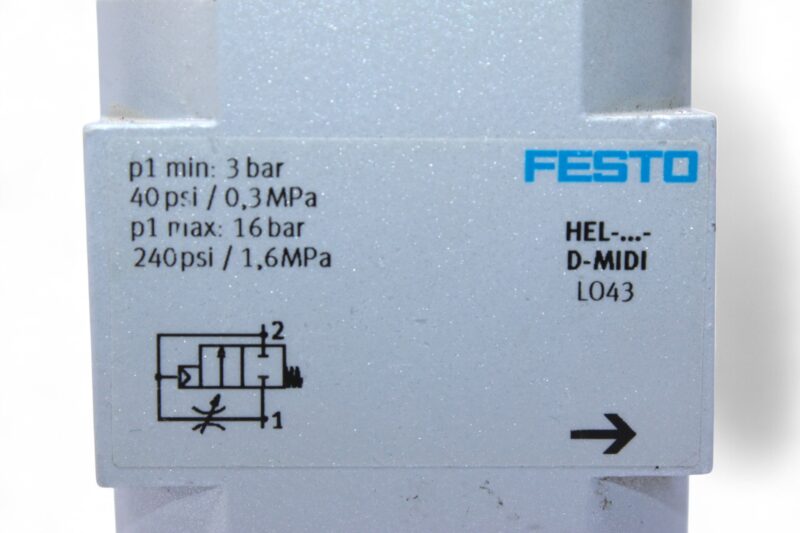 p1 min: 3 bar
40 psi / 0,3 MPa
p1 max: 16 bar
240 psi / 1,6 MPa
FESTO
HEL-...-
D-MIDI
L043
2
1